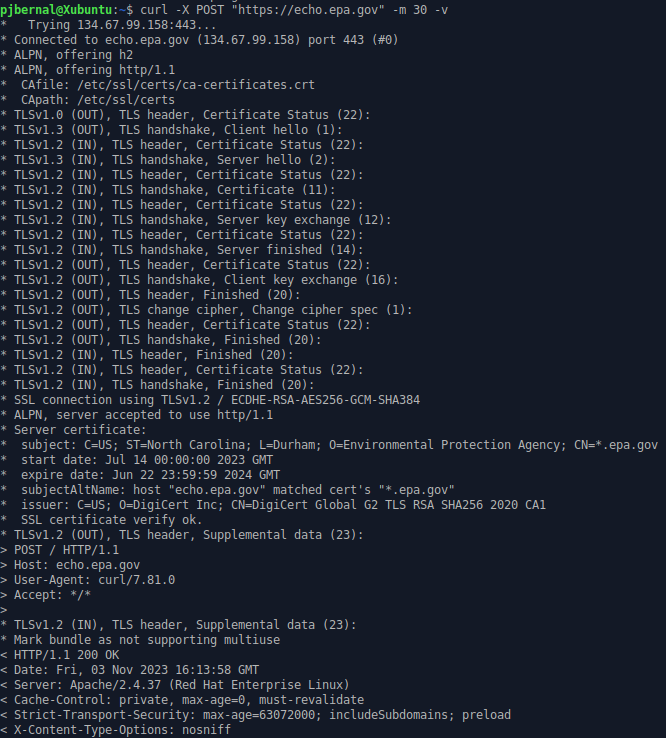 pjbernal@Xubuntu:~$ curl -X POST "https://echo.epa.gov" -m 30 -v
*   Trying 134.67.99.158:443...
* Connected to echo.epa.gov (134.67.99.158) port 443 (#0)
* ALPN, offering h2
* ALPN, offering http/1.1
*  CAfile: /etc/ssl/certs/ca-certificates.crt
*  CApath: /etc/ssl/certs
* TLSv1.0 (OUT), TLS header, Certificate Status (22):
* TLSv1.3 (OUT), TLS handshake, Client hello (1):
* TLSv1.2 (IN), TLS header, Certificate Status (22):
* TLSv1.3 (IN), TLS handshake, Server hello (2):
* TLSv1.2 (IN), TLS header, Certificate Status (22):
* TLSv1.2 (IN), TLS handshake, Certificate (11):
* TLSv1.2 (IN), TLS header, Certificate Status (22):
* TLSv1.2 (IN), TLS handshake, Server key exchange (12):
* TLSv1.2 (IN), TLS header, Certificate Status (22):
* TLSv1.2 (IN), TLS handshake, Server finished (14):
* TLSv1.2 (OUT), TLS header, Certificate Status (22):
* TLSv1.2 (OUT), TLS handshake, Client key exchange (16):
* TLSv1.2 (OUT), TLS header, Finished (20):
* TLSv1.2 (OUT), TLS change cipher, Change cipher spec (1):
* TLSv1.2 (OUT), TLS header, Certificate Status (22):
* TLSv1.2 (OUT), TLS handshake, Finished (20):
* TLSv1.2 (IN), TLS header, Finished (20):
* TLSv1.2 (IN), TLS header, Certificate Status (22):
* TLSv1.2 (IN), TLS handshake, Finished (20):
* SSL connection using TLSv1.2 / ECDHE-RSA-AES256-GCM-SHA384
* ALPN, server accepted to use http/1.1
* Server certificate:
*  subject: C=US; ST=North Carolina; L=Durham; O=Environmental Protection Agency; CN=*.epa.gov
*  start date: Jul 14 00:00:00 2023 GMT
*  expire date: Jun 22 23:59:59 2024 GMT
*  subjectAltName: host "echo.epa.gov" matched cert's "*.epa.gov"
*  issuer: C=US; O=DigiCert Inc; CN=DigiCert Global G2 TLS RSA SHA256 2020 CA1
*  SSL certificate verify ok.
* TLSv1.2 (OUT), TLS header, Supplemental data (23):
> POST / HTTP/1.1
> Host: echo.epa.gov
> User-Agent: curl/7.81.0
> Accept: */*
>
* TLSv1.2 (IN), TLS header, Supplemental data (23):
* Mark bundle as not supporting multiuse
< HTTP/1.1 200 OK
< Date: Fri, 03 Nov 2023 16:13:58 GMT
< Server: Apache/2.4.37 (Red Hat Enterprise Linux)
< Cache-Control: private, max-age=0, must-revalidate
< Strict-Transport-Security: max-age=63072000; includeSubdomains; preload
< X-Content-Type-Options: nosniff